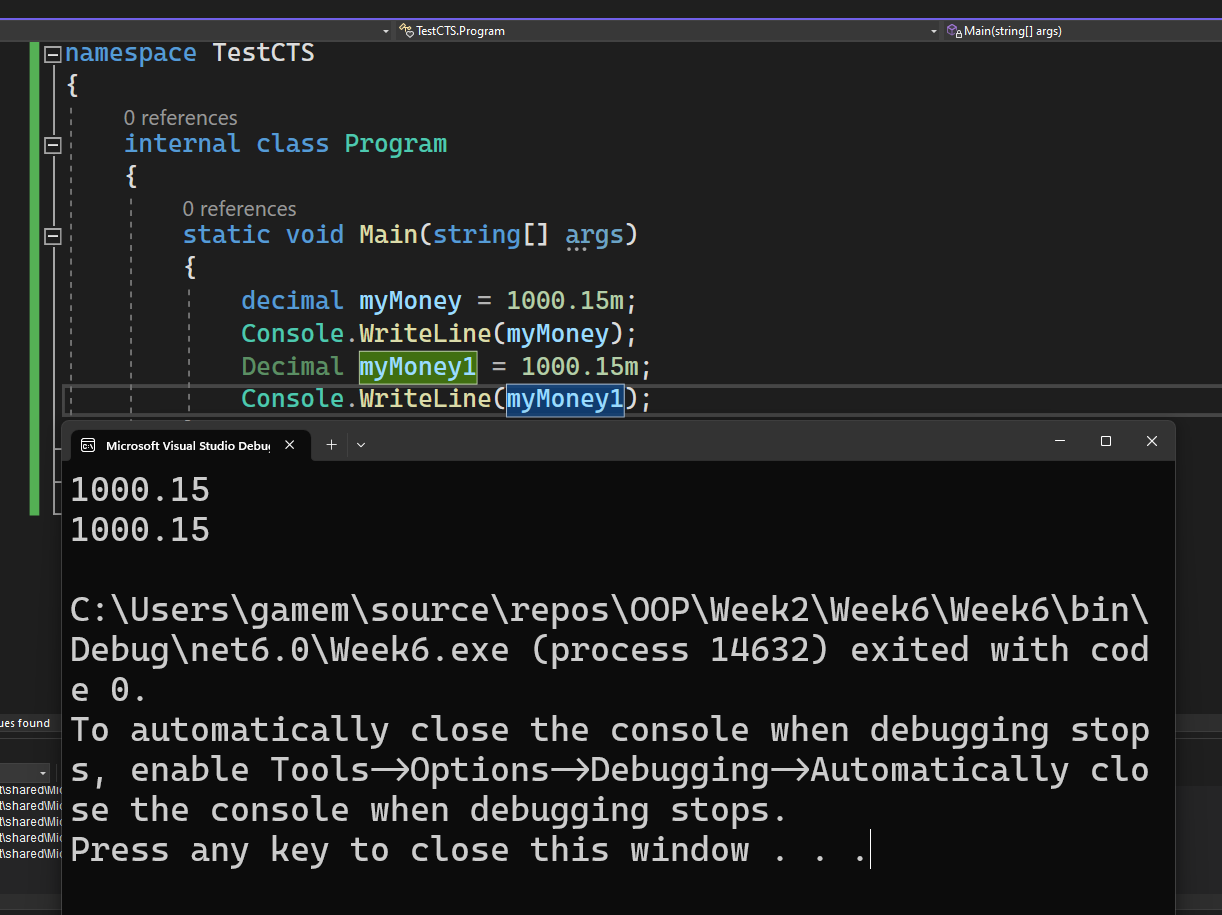 TestCTS.Program
Main(string[] args)
namespace TestCTS
{
0 references
internal class Program
{
0 references
static void Main(string[] args)
{
decimal myMoney = 1000.15m;
Console.WriteLine(myMoney);
Decimal myMoney1 = 1000.15m;
Console.WriteLine(myMoney1);
Microsoft Visual Studio Debu
1000.15
1000.15
C:\Users\gamem\source\repos\OOP\Week2\Week6\Week6\bin\
Debug\net6.0\Week6.exe (process 14632) exited with cod
e 0.
To automatically close the console when debugging stop
s, enable Tools->Options->Debugging->Automatically clo
se the console when debugging stops.
Press any key to close this window . . .
ues found
t\shared\Mic
t\shared\Mic
t\shared\Mic
t\shared\Mic
t\shared\Mic